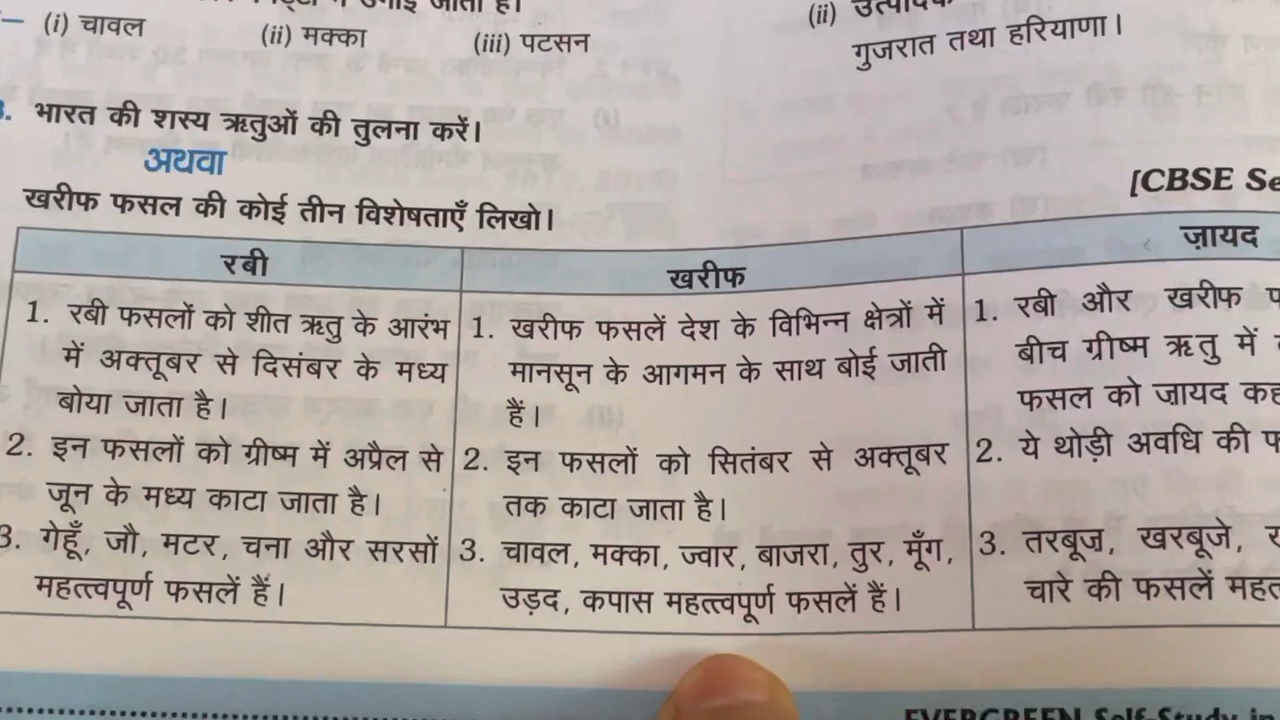 जाती है।
(i) चावल (ii) मक्का (iii) पटसन
(ii)
गुजरात तथा हरियाणा।
भारत की शस्य ऋतुओं की तुलना करें।
अथवा
[CBSE
खरीफ फसल की कोई तीन विशेषताएँ लिखो।
रबी
1. रबी फसलों को शीत ऋतु के आरंभ
में अक्तूबर से दिसंबर के मध्य
बोया जाता है।
2. इन फसलों को ग्रीष्म में अप्रैल से
जून के मध्य काटा जाता है।
3. गेहूँ, जौ, मटर, चना और सरसों
महत्त्वपूर्ण फसलें हैं।
खरीफ
1. खरीफ फसलें देश के विभिन्न क्षेत्रों में
मानसून के आगमन के साथ बोई जाती
हैं।
2. इन फसलों को सितंबर से अक्तूबर
तक काटा जाता है।
3. चावल, मक्का, ज्वार, बाजरा, तुर, मूँग,
उड़द, कपास महत्त्वपूर्ण फसलें हैं।
ज़ायद
1. रबी और खरीफ
बीच ग्रीष्म ऋतु में
फसल को ज़ायद
2. ये थोड़ी अवधि की
3. तरबूज, खरबूजे,
चारे की फसलें
EVERGREEN Self-Study in